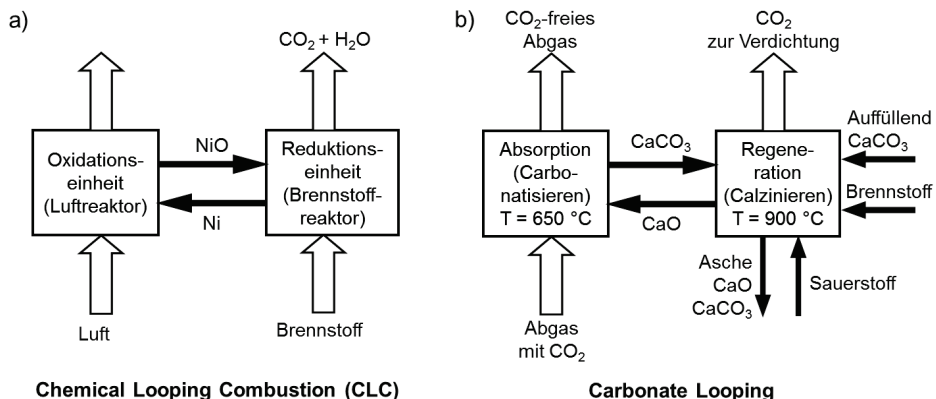 a)
CO₂ + H₂O
Oxidations-
einheit
(Luftreaktor)
NiO
Ni
Reduktions-
einheit
(Brennstoff-
reaktor)
Luft
Brennstoff
Chemical Looping Combustion (CLC)
b)
CO₂-freies
Abgas
CO₂
zur Verdichtung
Absorption
(Carbo-
natisieren)
T = 650 °C
CaCO₃
CaO
Regene-
ration
(Calzinieren)
T = 900 °C
Auffüllend
CaCO₃
Brennstoff
Asche
CaO
CaCO₃
Sauerstoff
Abgas
mit CO₂
Carbonate Looping